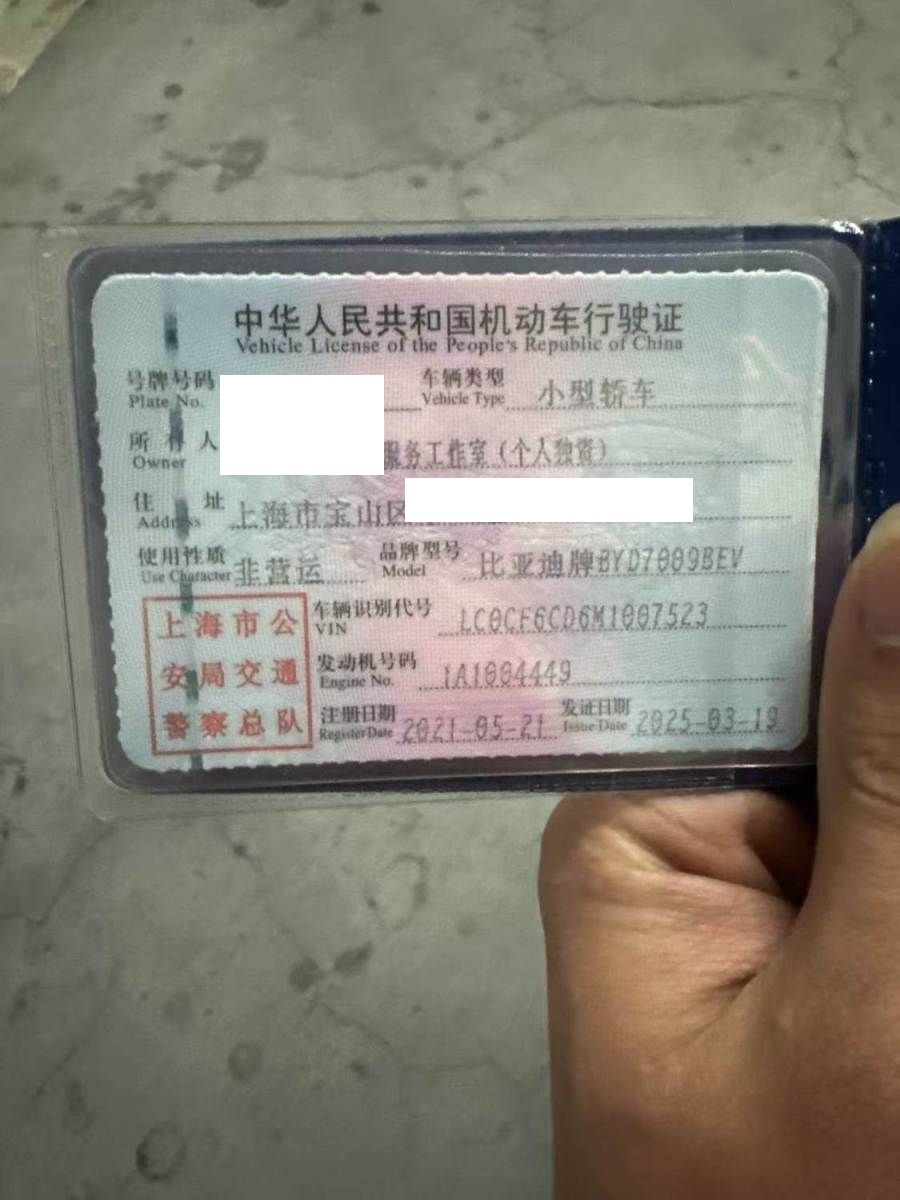 中华人民共和国机动车行驶证
Vehicle License of the People's Republic of China
号牌号码 车辆类型 小型轿车
Plate No. Vehicle Type
所有人 服务工作室(个人独资)
Owner
住址 上海市宝山区
Address
使用性质 非营运 品牌型号 比亚迪牌BYD7009BEV
Use Character Model
上海市公 车辆识别代号 LC0CF6CD6M1007523
VIN
安局交通 发动机号码 1A1004449
Engine No.
警察总队 注册日期 2021-05-21 发证日期 2025-03-19
Register Date Issue Date